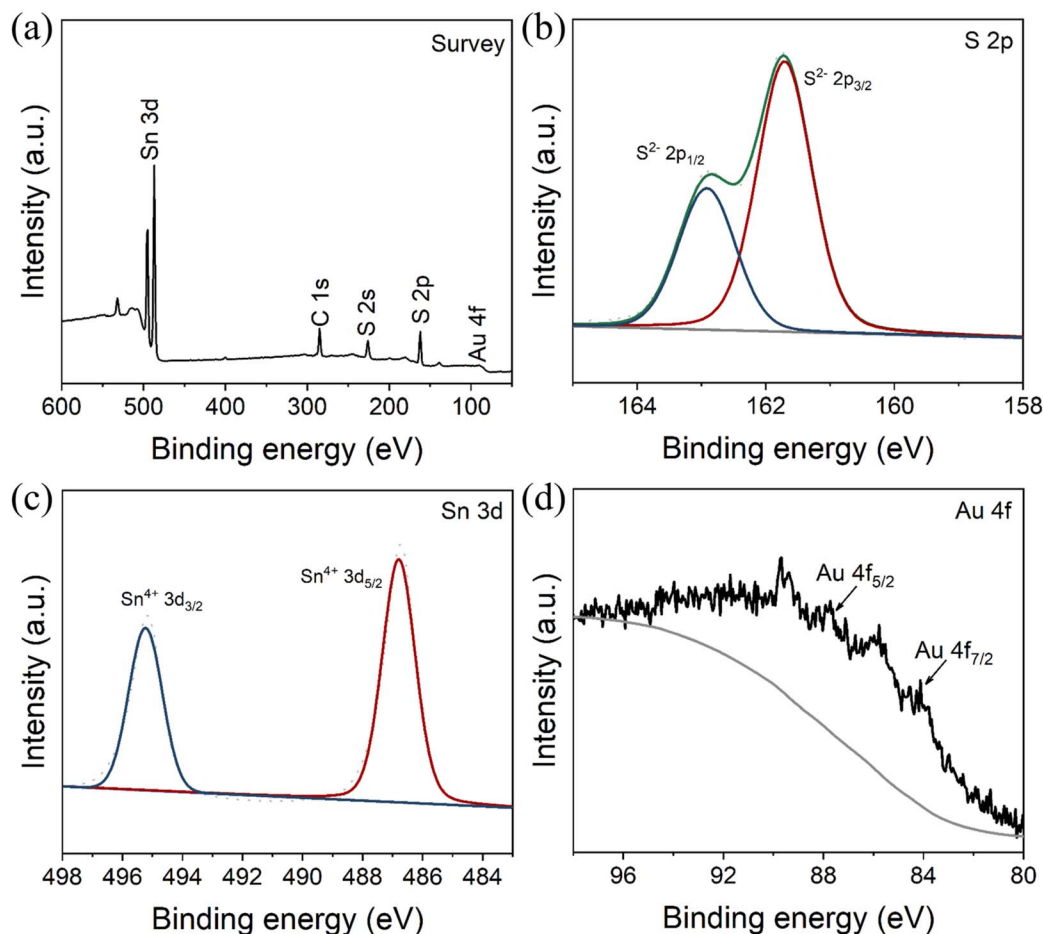 (a)
Survey
Sn 3d
C 1s
S 2s
S 2p
Au 4f
Intensity (a.u.)
600 500 400 300 200 100
Binding energy (eV)
(b)
S 2p
S²⁻ 2p₃/₂
S²⁻ 2p₁/₂
Intensity (a.u.)
164 162 160 158
Binding energy (eV)
(c)
Sn 3d
Sn⁴⁺ 3d₅/₂
Sn⁴⁺ 3d₃/₂
Intensity (a.u.)
498 496 494 492 490 488 486 484
Binding energy (eV)
(d)
Au 4f
Au 4f₅/₂
Au 4f₇/₂
Intensity (a.u.)
96 92 88 84 80
Binding energy (eV)